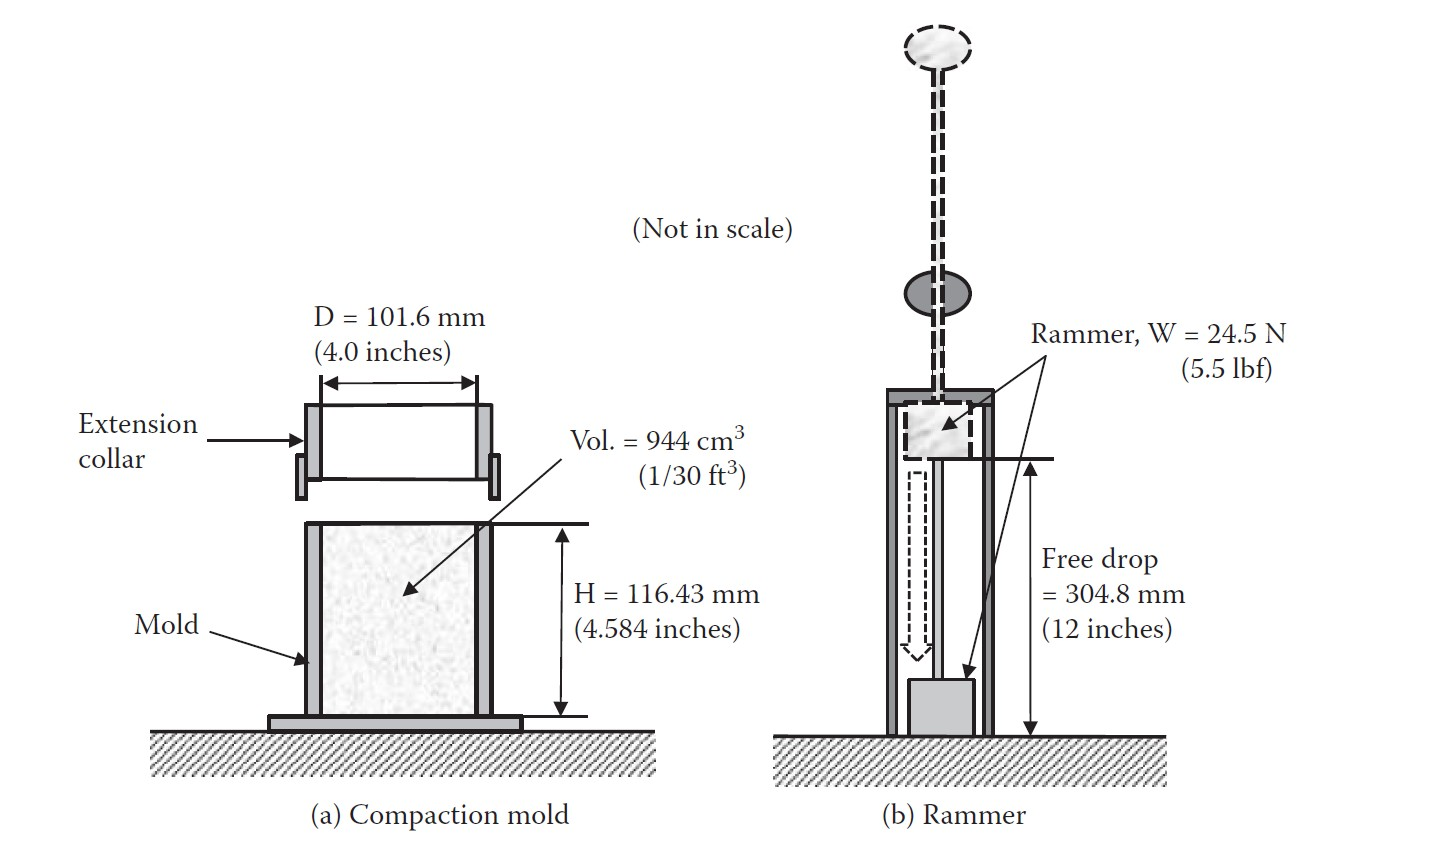 (Not in scale)
D = 101.6 mm
(4.0 inches)
Extension
collar
Vol. = 944 cm³
(1/30 ft³)
Mold
H = 116.43 mm
(4.584 inches)
(a) Compaction mold
Rammer, W = 24.5 N
(5.5 lbf)
Free drop
= 304.8 mm
(12 inches)
(b) Rammer